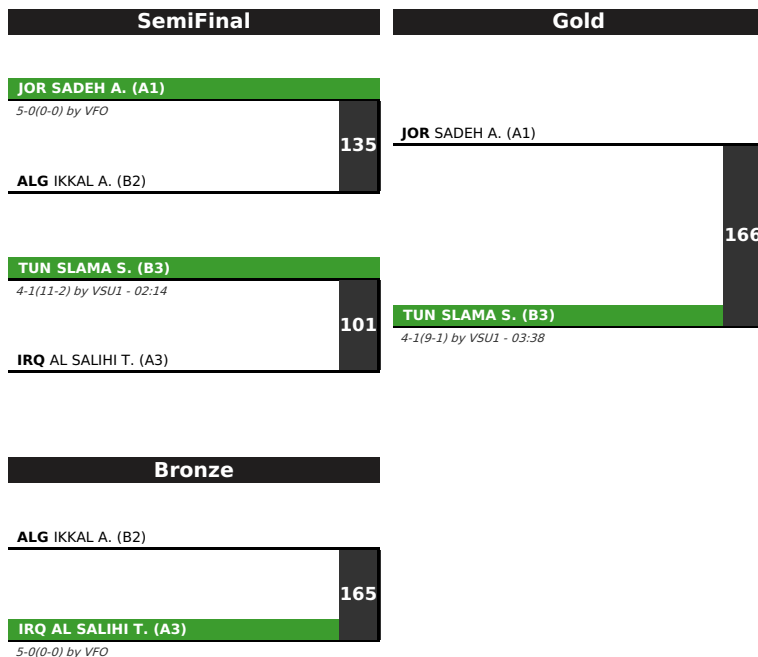 SemiFinal
Gold
JOR SADEH A. (A1)
5-0(0-0) by VFO
135
ALG IKKAL A. (B2)
JOR SADEH A. (A1)
166
TUN SLAMA S. (B3)
4-1(11-2) by VSU1 - 02:14
101
IRQ AL SALIHI T. (A3)
TUN SLAMA S. (B3)
4-1(9-1) by VSU1 - 03:38
Bronze
ALG IKKAL A. (B2)
165
IRQ AL SALIHI T. (A3)
5-0(0-0) by VFO